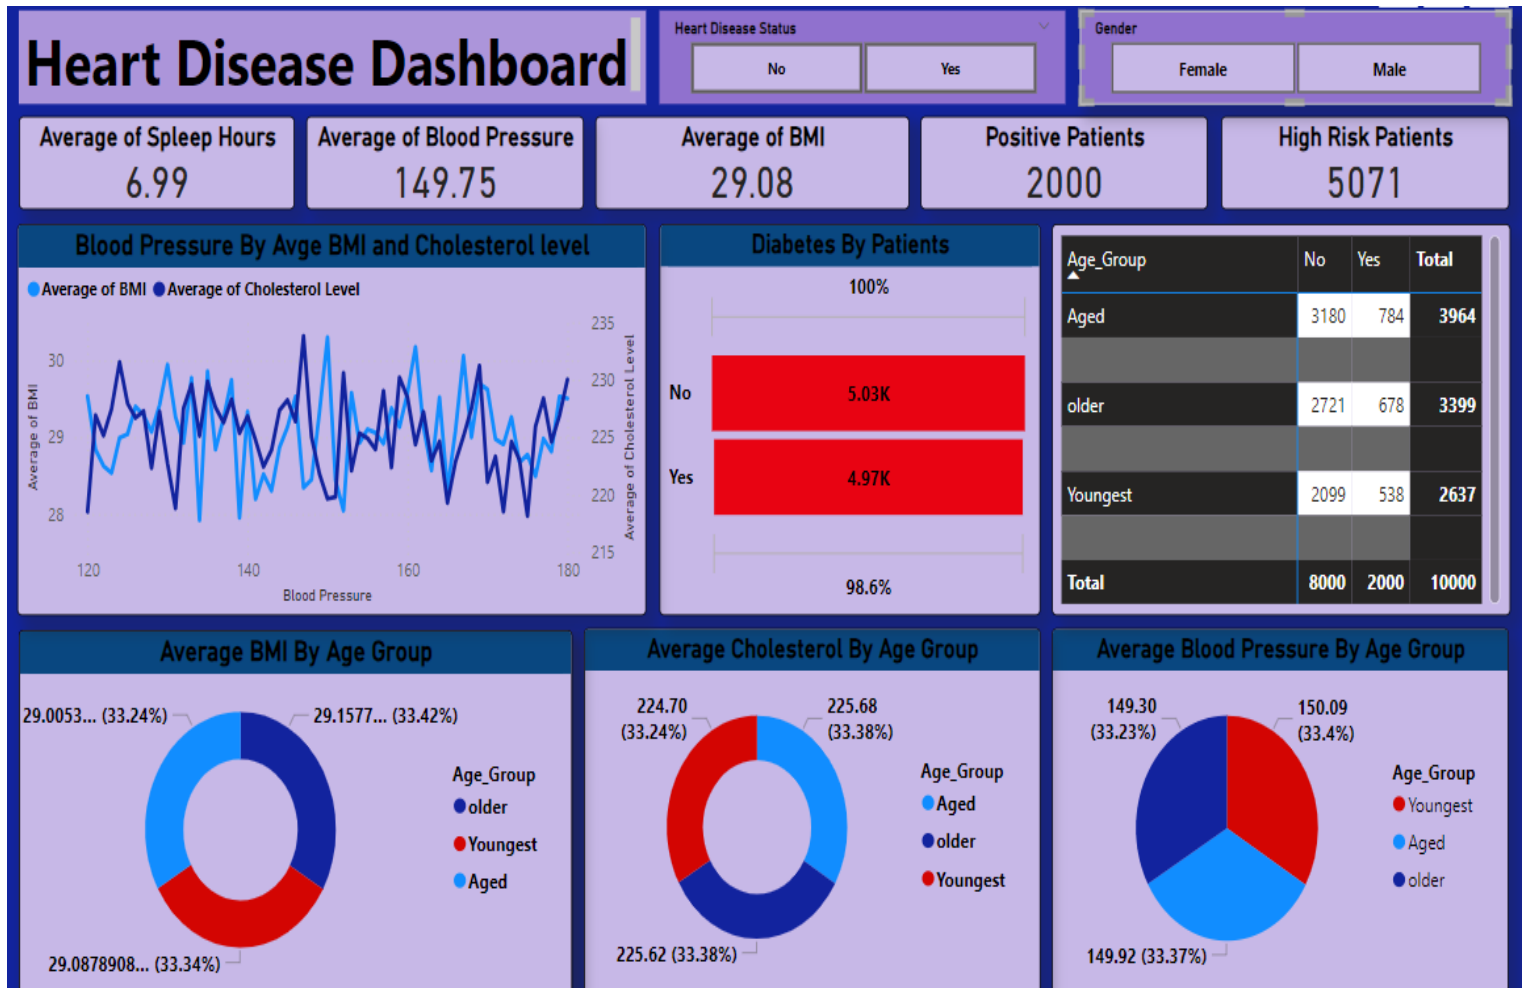 Heart Disease Dashboard
Heart Disease Status
No
Yes
Gender
Female
Male
Average of Spleep Hours
6.99
Average of Blood Pressure
149.75
Average of BMI
29.08
Positive Patients
2000
High Risk Patients
5071
Blood Pressure By Avge BMI and Cholesterol level
Average of BMI Average of Cholesterol Level
30
29
28
Average of BMI
235
230
225
220
215
Average of Cholesterol Level
120 140 160 180
Blood Pressure
Diabetes By Patients
100%
No 5.03K
Yes 4.97K
98.6%
Age_Group No Yes Total
Aged 3180 784 3964
older 2721 678 3399
Youngest 2099 538 2637
Total 8000 2000 10000
Average BMI By Age Group
29.0053... (33.24%)
29.1577... (33.42%)
29.0878908... (33.34%)
Age_Group
older
Youngest
Aged
Average Cholesterol By Age Group
224.70
(33.24%)
225.68
(33.38%)
225.62 (33.38%)
Age_Group
Aged
older
Youngest
Average Blood Pressure By Age Group
149.30
(33.23%)
150.09
(33.4%)
149.92 (33.37%)
Age_Group
Youngest
Aged
older